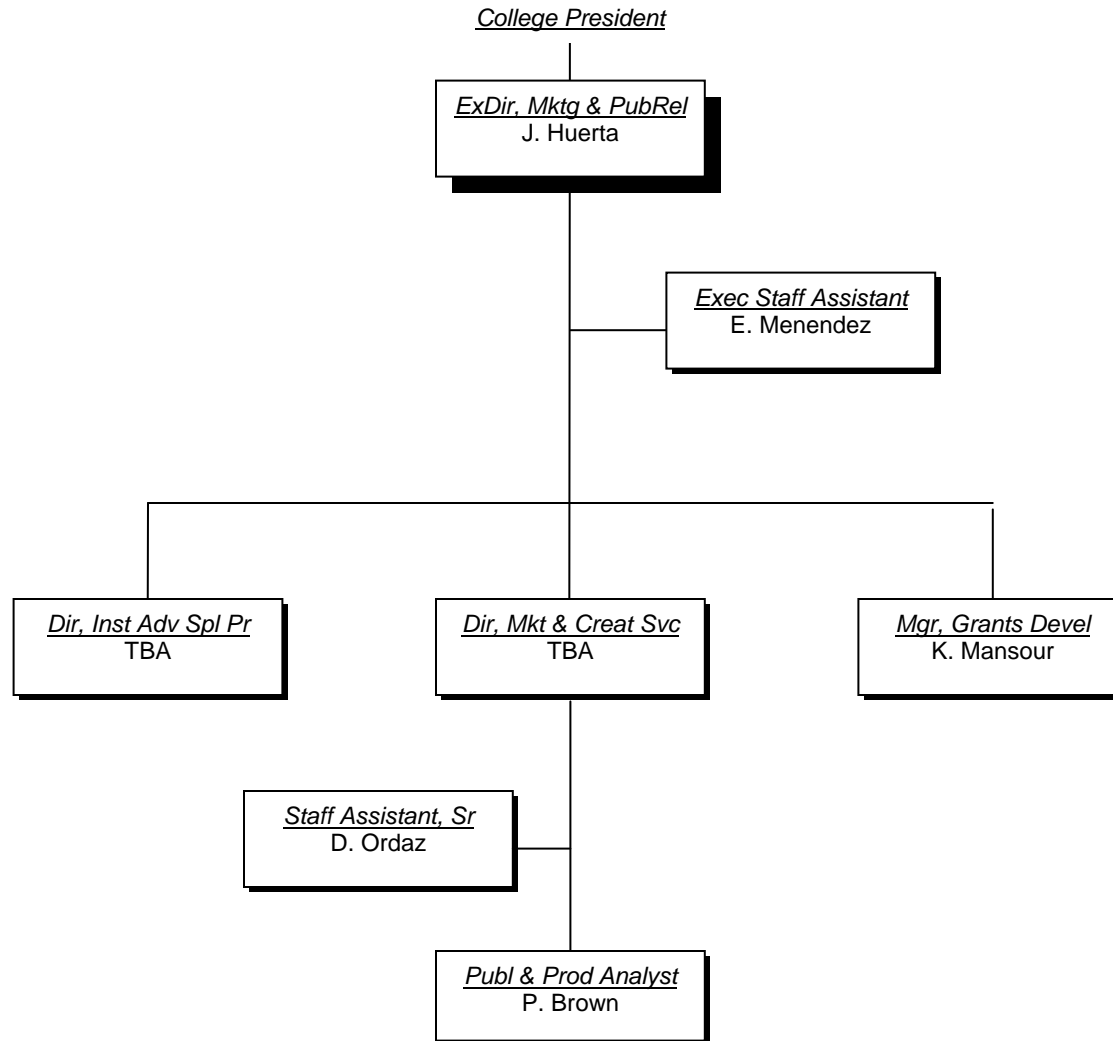 College President
ExDir, Mktg & PubRel
J. Huerta
Exec Staff Assistant
E. Menendez
Dir, Inst Adv Spl Pr
TBA
Dir, Mkt & Creat Svc
TBA
Mgr, Grants Devel
K. Mansour
Staff Assistant, Sr
D. Ordaz
Publ & Prod Analyst
P. Brown